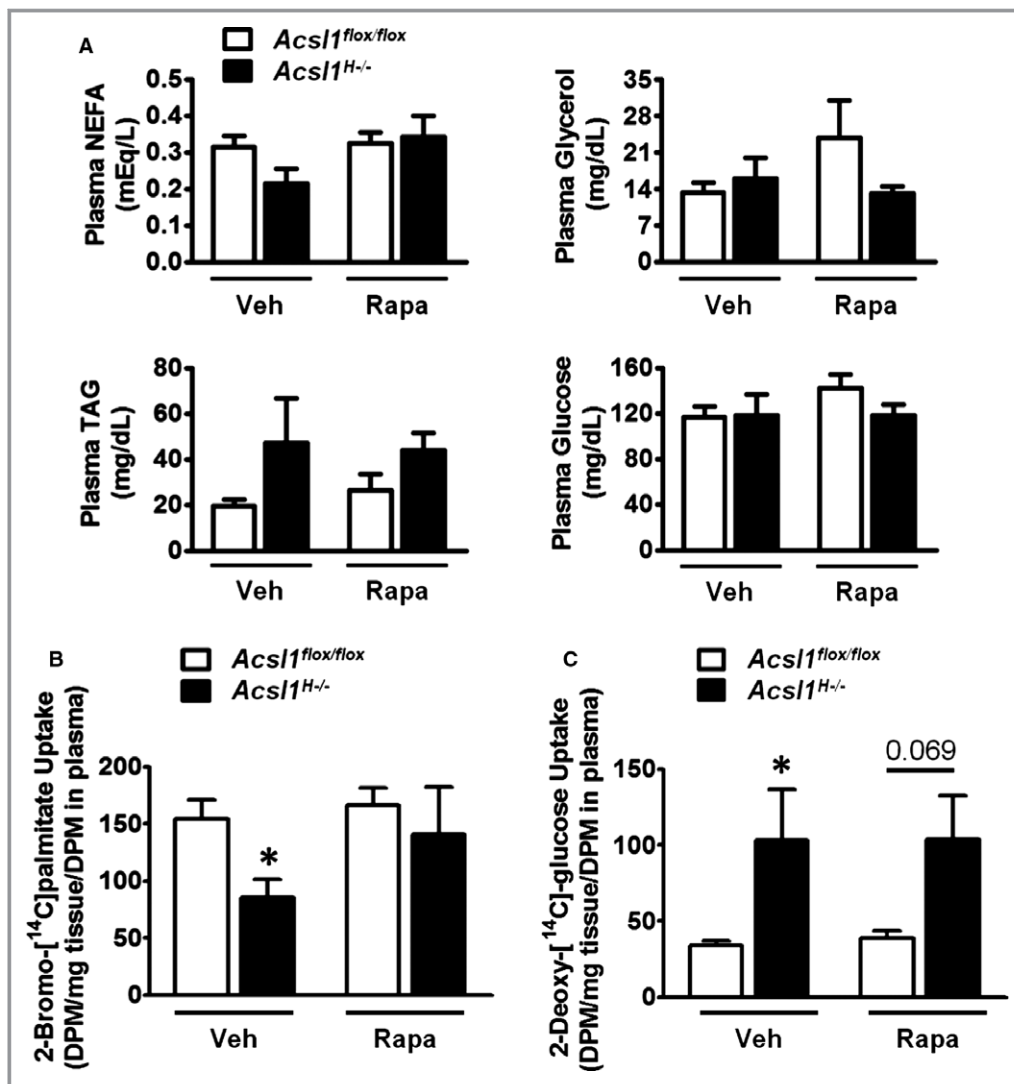 A
Acsl1flox/flox
Acsl1H-/-
Plasma NEFA
(mEq/L)
0.5
0.4
0.3
0.2
0.1
0.0
Veh
Rapa
Plasma Glycerol
(mg/dL)
35
28
21
14
7
0
Veh
Rapa
Plasma TAG
(mg/dL)
80
60
40
20
0
Veh
Rapa
Plasma Glucose
(mg/dL)
160
120
80
40
0
Veh
Rapa
B
Acsl1flox/flox
Acsl1H-/-
2-Bromo-[14C]palmitate Uptake
(DPM/mg tissue/DPM in plasma)
200
150
100
50
0
*
Veh
Rapa
C
Acsl1flox/flox
Acsl1H-/-
2-Deoxy-[14C]-glucose Uptake
(DPM/mg tissue/DPM in plasma)
150
100
50
0
*
0.069
Veh
Rapa